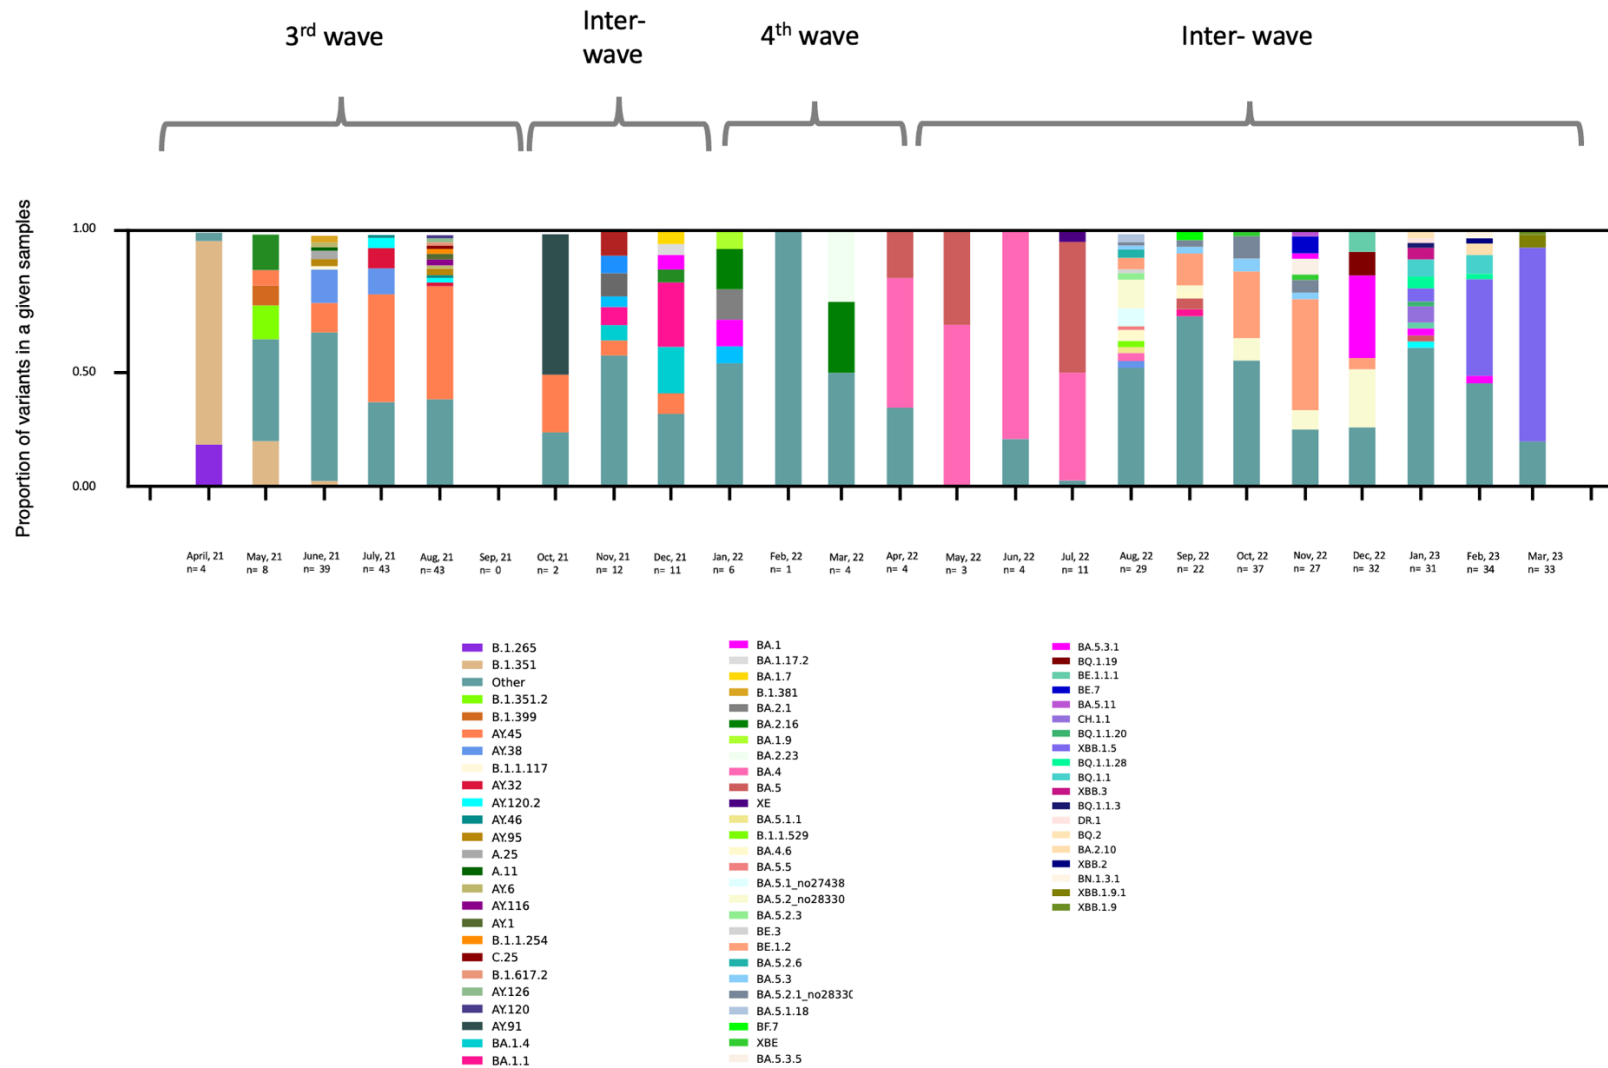 3rd wave
Inter-
wave
4th wave
Inter- wave
Proportion of variants in a given samples
1.00
0.50
0.00
April, 21
n= 4
May, 21
n= 8
June, 21
n= 39
July, 21
n= 43
Aug, 21
n= 43
Sep, 21
n= 0
Oct, 21
n= 2
Nov, 21
n= 12
Dec, 21
n= 11
Jan, 22
n= 6
Feb, 22
n= 1
Mar, 22
n= 4
Apr, 22
n= 4
May, 22
n= 3
Jun, 22
n= 4
Jul, 22
n= 11
Aug, 22
n= 29
Sep, 22
n= 22
Oct, 22
n= 37
Nov, 22
n= 27
Dec, 22
n= 32
Jan, 23
n= 31
Feb, 23
n= 34
Mar, 23
n= 33
B.1.265
B.1.351
Other
B.1.351.2
B.1.399
AY.45
AY.38
B.1.1.117
AY.32
AY.120.2
AY.46
AY.95
A.25
A.11
AY.6
AY.116
AY.1
B.1.1.254
C.25
B.1.617.2
AY.126
AY.120
AY.91
BA.1.4
BA.1.1
BA.1
BA.1.17.2
BA.1.7
B.1.381
BA.2.1
BA.2.16
BA.1.9
BA.2.23
BA.4
BA.5
XE
BA.5.1.1
B.1.1.529
BA.4.6
BA.5.5
BA.5.1_no27438
BA.5.2_no28330
BA.5.2.3
BE.3
BE.1.2
BA.5.2.6
BA.5.3
BA.5.2.1_no2833(
BA.5.1.18
BF.7
XBE
BA.5.3.5
BA.5.3.1
BQ.1.19
BE.1.1.1
BE.7
BA.5.11
CH.1.1
BQ.1.1.20
XBB.1.5
BQ.1.1.28
BQ.1.1
XBB.3
BQ.1.1.3
DR.1
BQ.2
BA.2.10
XBB.2
BN.1.3.1
XBB.1.9.1
XBB.1.9